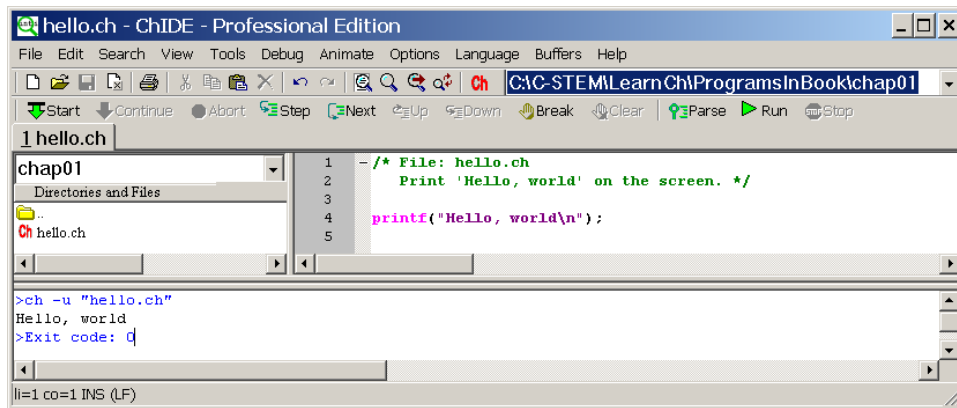 hello.ch - ChIDE - Professional Edition
File Edit Search View Tools Debug Animate Options Language Buffers Help
Ch C:\C-STEM\LearnCh\ProgramsInBook\chap01
Start Continue Abort Step Next Up Down Break Clear Parse Run Stop
1 hello.ch
chap01
Directories and Files
..
Ch hello.ch
1 /* File: hello.ch
2 Print 'Hello, world' on the screen. */
3
4 printf("Hello, world\n");
5
>ch -u "hello.ch"
Hello, world
>Exit code: 0
li=1 co=1 INS (LF)